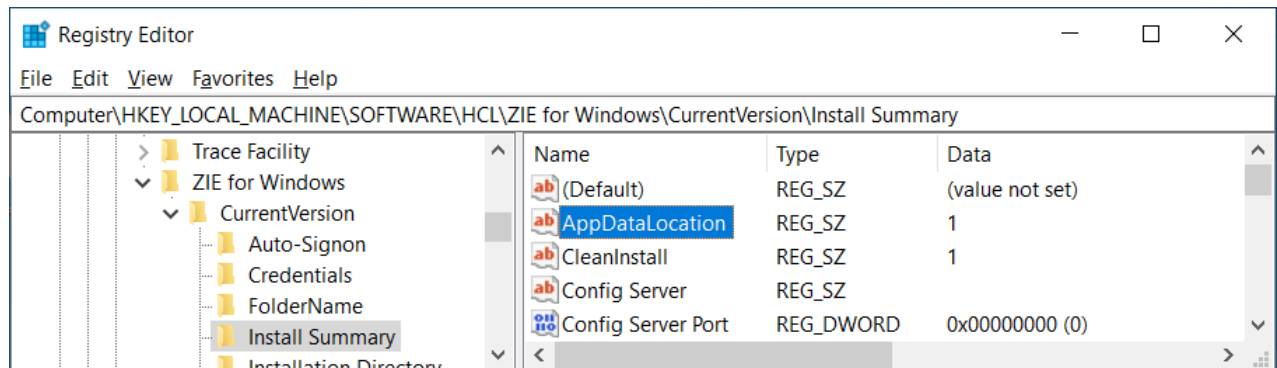 Registry Editor
File Edit View Favorites Help
Computer\HKEY_LOCAL_MACHINE\SOFTWARE\HCL\ZIE for Windows\CurrentVersion\Install Summary
Trace Facility
ZIE for Windows
CurrentVersion
Auto-Signon
Credentials
FolderName
Install Summary
Installation Directory
Name Type Data
(Default) REG_SZ (value not set)
AppDataLocation REG_SZ 1
CleanInstall REG_SZ 1
Config Server REG_SZ
Config Server Port REG_DWORD 0x00000000 (0)